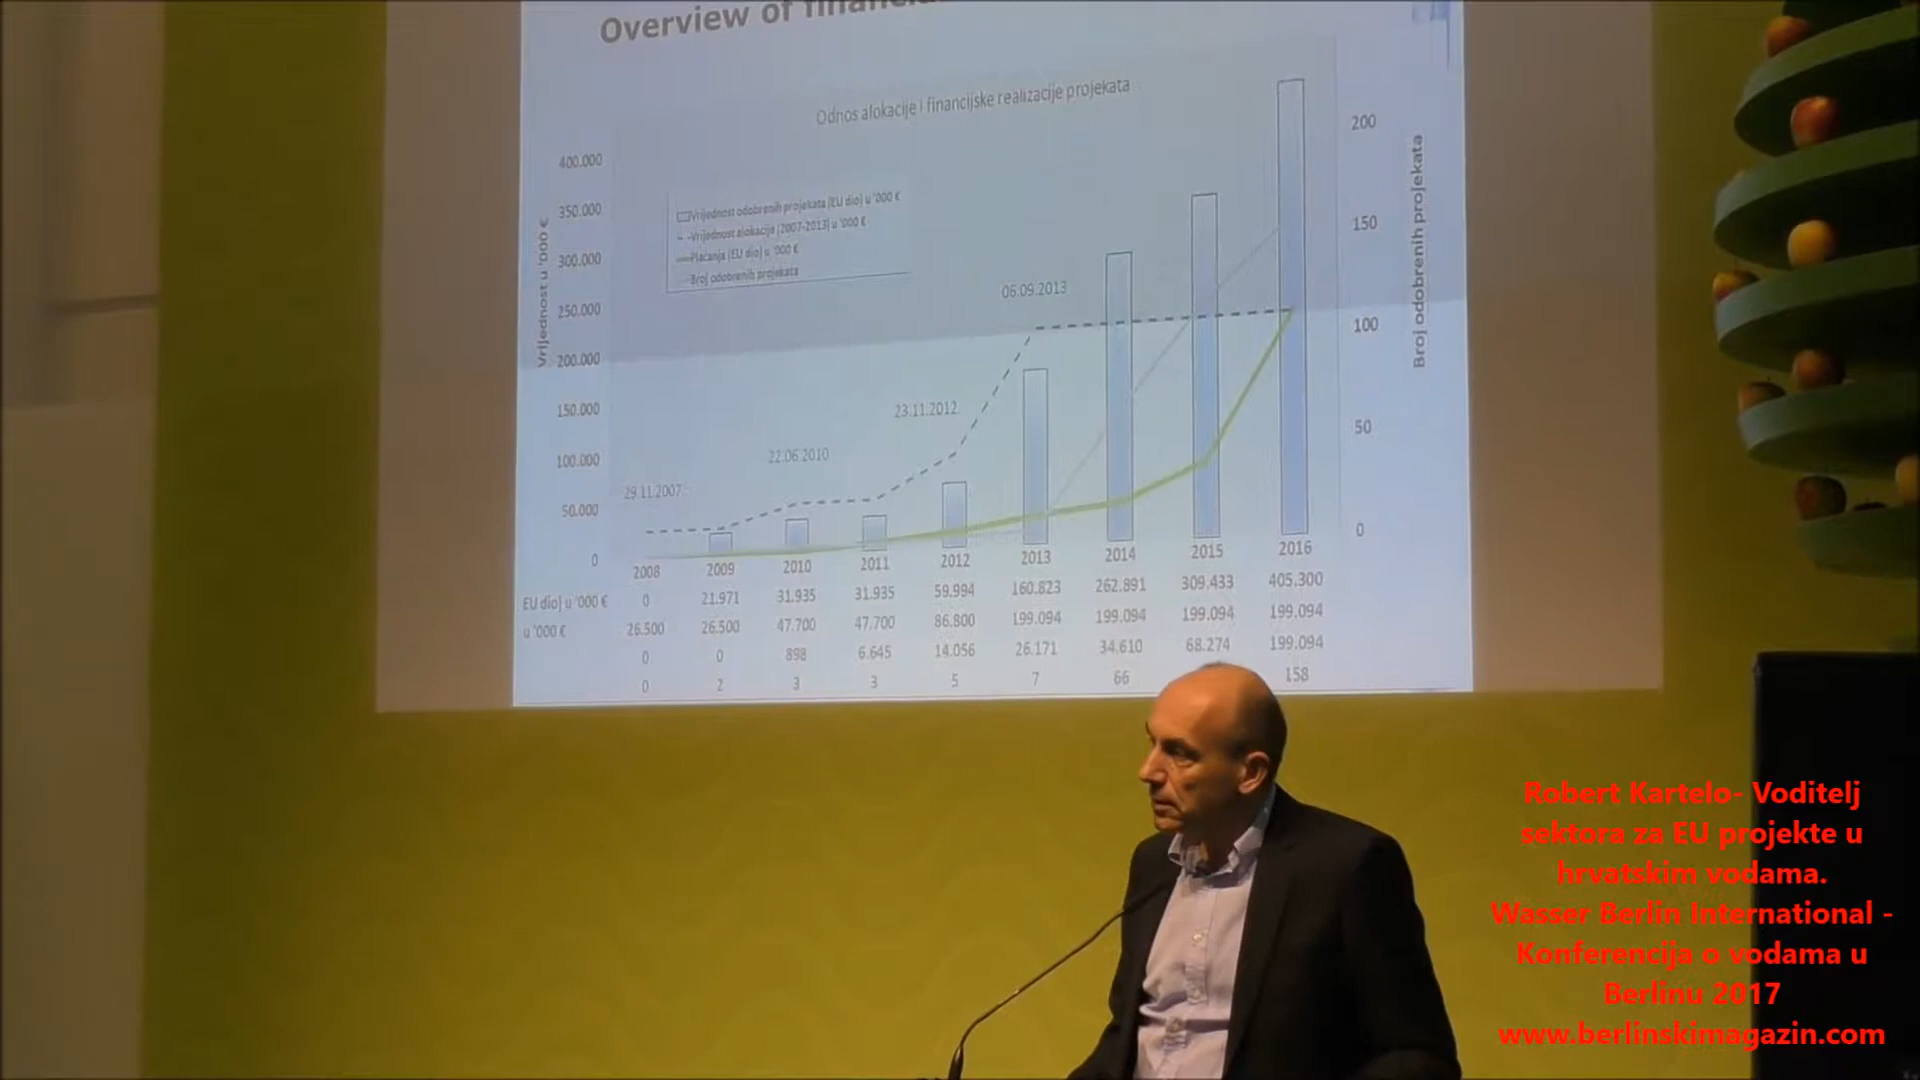 Overview of
Odnos alokacije i financijske realizacije projekata
400.000
350.000
300.000
250.000
200.000
150.000
100.000
50.000
0
Vrijednost u '000 €
Vrijednost odobrenih projekata (EU dio) u '000 €
Vrijednost alokacije (2007-2013) u '000 €
Plaćanja (EU dio) u '000 €
Broj odobrenih projekata
200
150
100
50
0
Broj odobrenih projekata
29.11.2007.
22.06.2010
23.11.2012
06.09.2013
2008 2009 2010 2011 2012 2013 2014 2015 2016
EU dio) u '000 € 0 21.971 31.935 31.935 59.994 160.823 262.891 309.433 405.300
u '000 € 26.500 26.500 47.700 47.700 86.800 199.094 199.094 199.094 199.094
0 0 898 6.645 14.056 26.171 34.610 68.274 199.094
0 2 3 3 5 7 66 158
Robert Kartelo- Voditelj
sektora za EU projekte u
hrvatskim vodama.
Wasser Berlin International -
Konferencija o vodama u
Berlinu 2017
www.berlinskimagazin.com